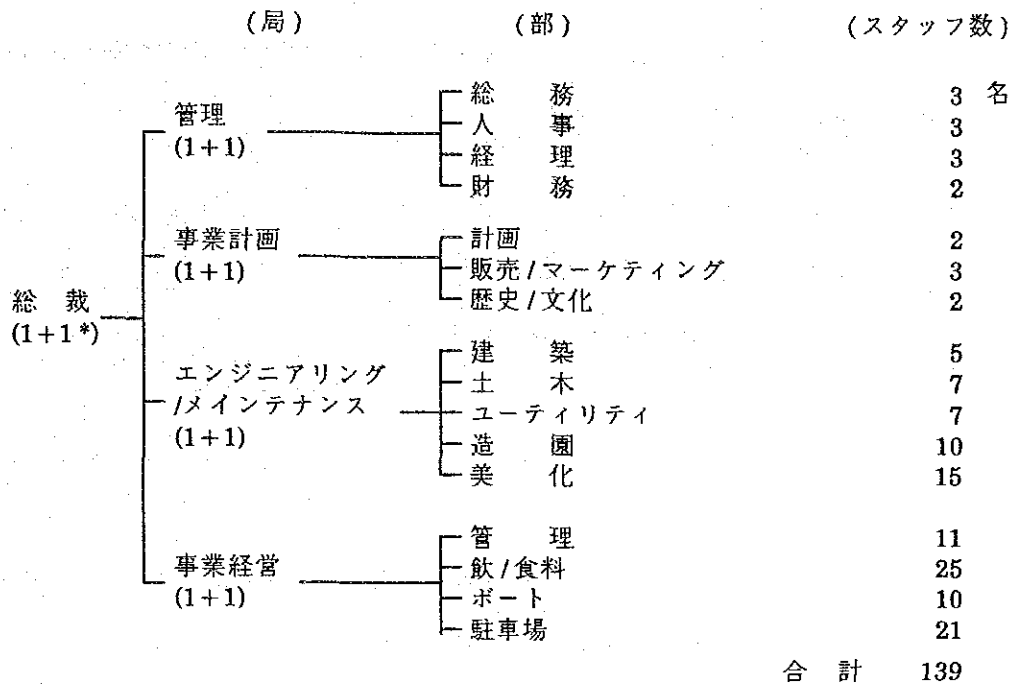 (局) (部) (スタッフ数)
総務 3 名
管理 人事 3
(1+1) 経理 3
財務 2
事業計画 計画 2
(1+1) 販売/マーケティング 3
歴史/文化 2
総裁
(1+1*)
建築 5
エンジニアリング 土木 7
/メインテナンス ユーティリティ 7
(1+1) 造園 10
美化 15
管理 11
事業経営 飲/食料 25
(1+1) ボート 10
駐車場 21
合計 139